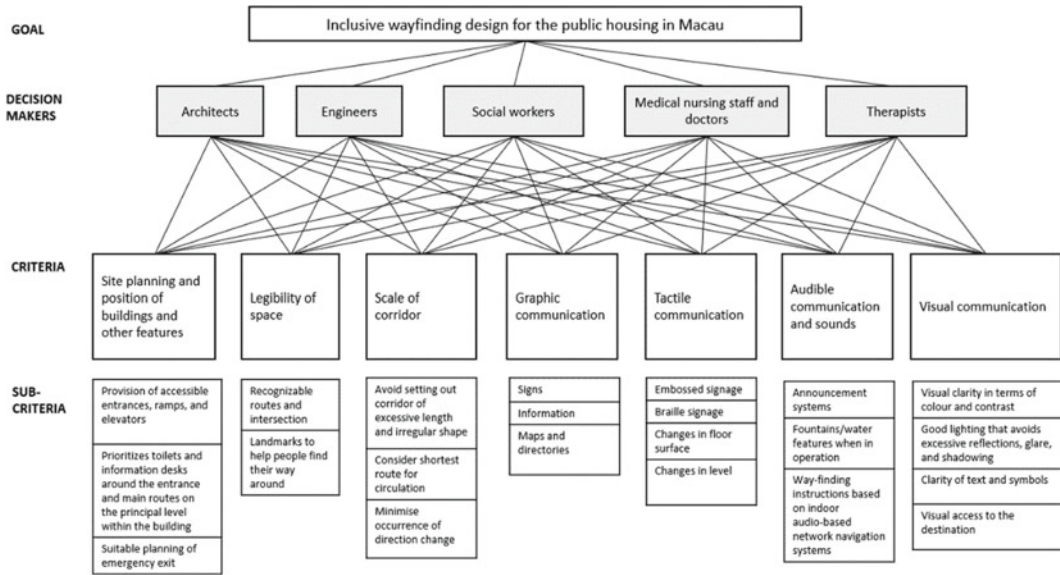 GOAL
Inclusive wayfinding design for the public housing in Macau
DECISION
MAKERS
Architects
Engineers
Social workers
Medical nursing staff and
doctors
Therapists
CRITERIA
Site planning and
position of
buildings and
other features
Legibility of
space
Scale of
corridor
Graphic
communication
Tactile
communication
Audible
communication
and sounds
Visual communication
SUB-
CRITERIA
Provision of accessible
entrances, ramps, and
elevators
Prioritizes toilets and
information desks
around the entrance
and main routes on
the principal level
within the building
Suitable planning of
emergency exit
Recognizable
routes and
intersection
Landmarks to
help people find
their way
around
Avoid setting out
corridor of
excessive length
and irregular shape
Consider shortest
route for
circulation
Minimise
occurrence of
direction change
Signs
Information
Maps and
directories
Embossed signage
Braille signage
Changes in floor
surface
Changes in level
Announcement
systems
Fountains/water
features when in
operation
Way-finding
instructions based
on indoor
audio-based
network navigation
systems
Visual clarity in terms
of colour and contrast
Good lighting that avoids
excessive reflections, glare,
and shadowing
Clarity of text and symbols
Visual access to the
destination